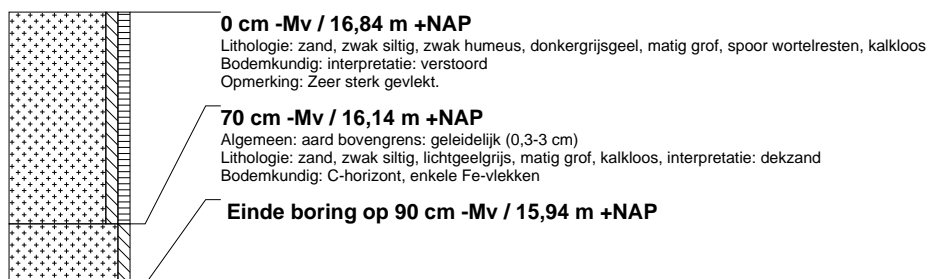 0 cm -Mv / 16,84 m +NAP
Lithologie: zand, zwak siltig, zwak humeus, donkergrijsgeel, matig grof, spoor wortelresten, kalkloos
Bodemkundig: interpretatie: verstoord
Opmerking: Zeer sterk gevlekt.
70 cm -Mv / 16,14 m +NAP
Algemeen: aard bovengrens: geleidelijk (0,3-3 cm)
Lithologie: zand, zwak siltig, lichtgeelgrijs, matig grof, kalkloos, interpretatie: dekzand
Bodemkundig: C-horizont, enkele Fe-vlekken
Einde boring op 90 cm -Mv / 15,94 m +NAP